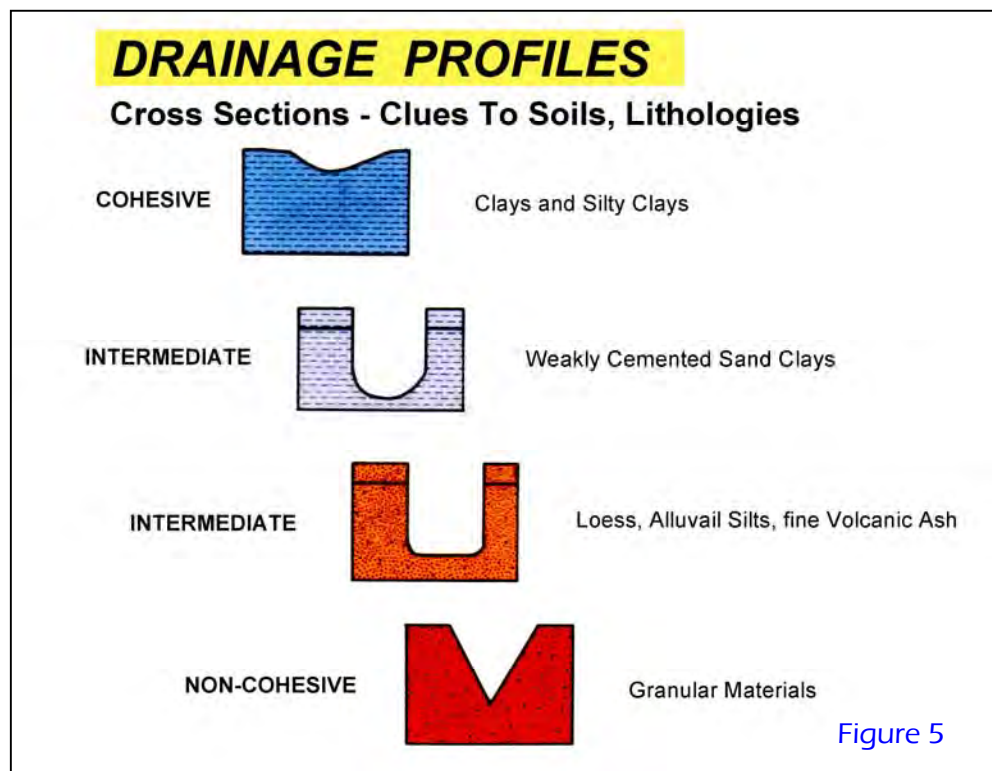 DRAINAGE PROFILES
Cross Sections - Clues To Soils, Lithologies
COHESIVE
Clays and Silty Clays
INTERMEDIATE
Weakly Cemented Sand Clays
INTERMEDIATE
Loess, Alluvail Silts, fine Volcanic Ash
NON-COHESIVE
Granular Materials
Figure 5